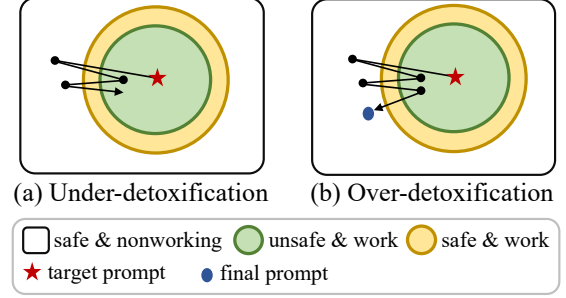 (a) Under-detoxification (b) Over-detoxification
safe & nonworking unsafe & work safe & work
target prompt final prompt